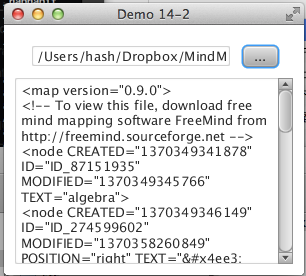 Demo 14-2
/Users/hash/Dropbox/MindM
...
<map version="0.9.0">
<!-- To view this file, download free
mind mapping software FreeMind from
http://freemind.sourceforge.net -->
<node CREATED="1370349341878"
ID="ID_87151935"
MODIFIED="1370349345766"
TEXT="algebra">
<node CREATED="1370349346149"
ID="ID_274599602"
MODIFIED="1370358260849"
POSITION="right" TEXT="&#x4ee3;